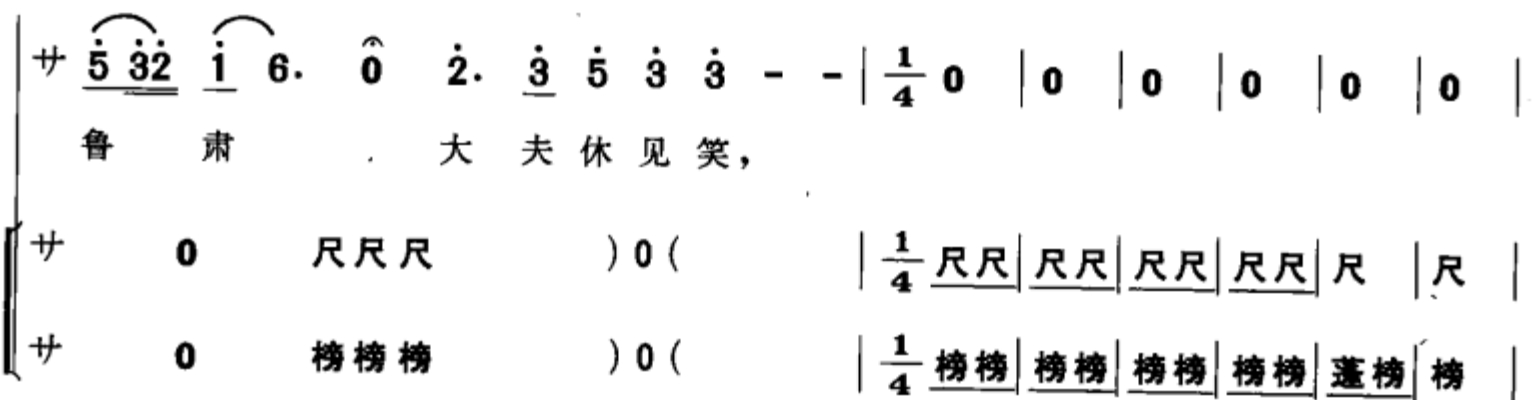 サ 5̇ 3̇2̇ 1̇ 6. 0 2̇. 3̇ 5̇ 3̇ 3̇ - - | 1/4 0 | 0 | 0 | 0 | 0 | 0 |
鲁 肃 大 夫 休 见 笑，
サ 0 尺 尺 尺 ) 0 ( | 1/4 尺 尺 | 尺 尺 | 尺 尺 | 尺 尺 | 尺 | 尺 |
サ 0 榜 榜 榜 ) 0 ( | 1/4 榜 榜 | 榜 榜 | 榜 榜 | 榜 榜 | 蓬 榜 | 榜 |